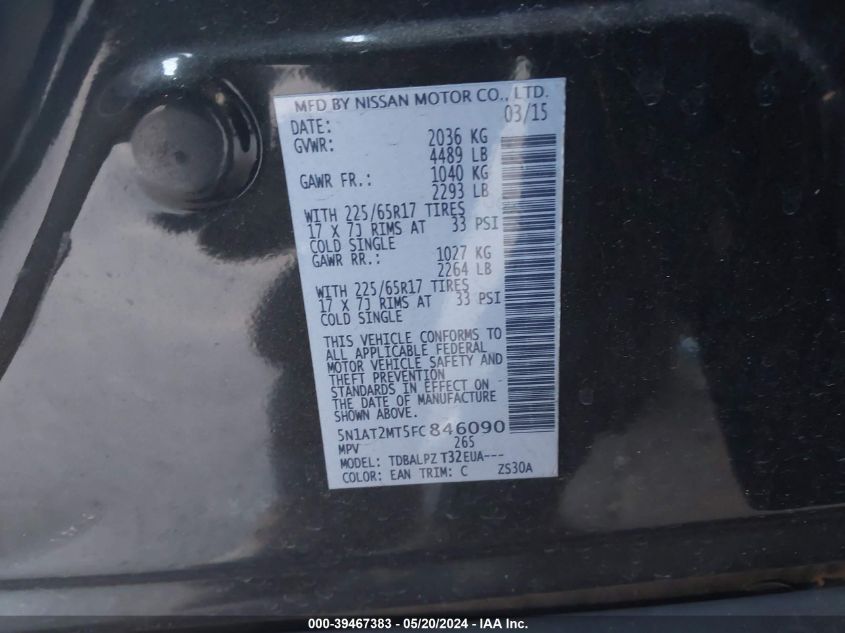 MFD BY NISSAN MOTOR CO., LTD.
DATE: 03/15
GVWR: 2036 KG
4489 LB
GAWR FR.: 1040 KG
2293 LB
WITH 225/65R17 TIRES
17 X 7J RIMS AT 33 PSI
COLD SINGLE
GAWR RR.: 1027 KG
2264 LB
WITH 225/65R17 TIRES
17 X 7J RIMS AT 33 PSI
COLD SINGLE
THIS VEHICLE CONFORMS TO
ALL APPLICABLE FEDERAL
MOTOR VEHICLE SAFETY AND
THEFT PREVENTION
STANDARDS IN EFFECT ON
THE DATE OF MANUFACTURE
SHOWN ABOVE.
5N1AT2MT5FC846090
MPV 265
MODEL: TDBALPZ T32EUA---
COLOR: EAN TRIM: C ZS30A
000-39467383 - 05/20/2024 - IAA Inc.